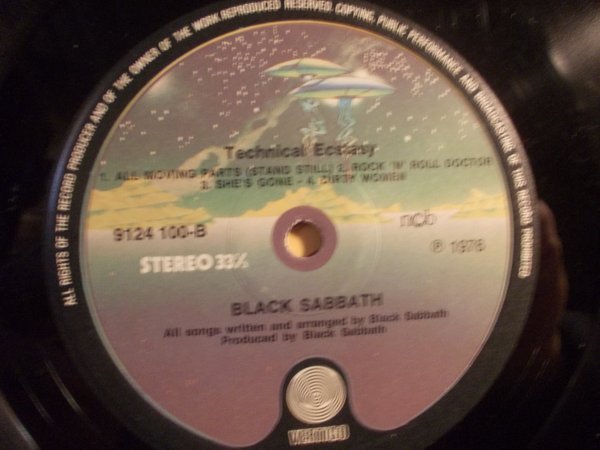 ALL RIGHTS OF THE RECORD PRODUCER AND OF THE OWNER OF THE WORK REPRODUCED RESERVED. COPYING, PUBLIC PERFORMANCE AND BROADCASTING OF THIS RECORD PROHIBITED
Technical Ecstasy
1. ALL MOVING PARTS (STAND STILL) 2. ROCK 'N' ROLL DOCTOR
3. SHE'S GONE - 4. DIRTY WOMEN
9124 100-B
ncb
STEREO 33⅓
℗ 1976
BLACK SABBATH
All songs written and arranged by Black Sabbath
Produced by Black Sabbath
VERTIGO